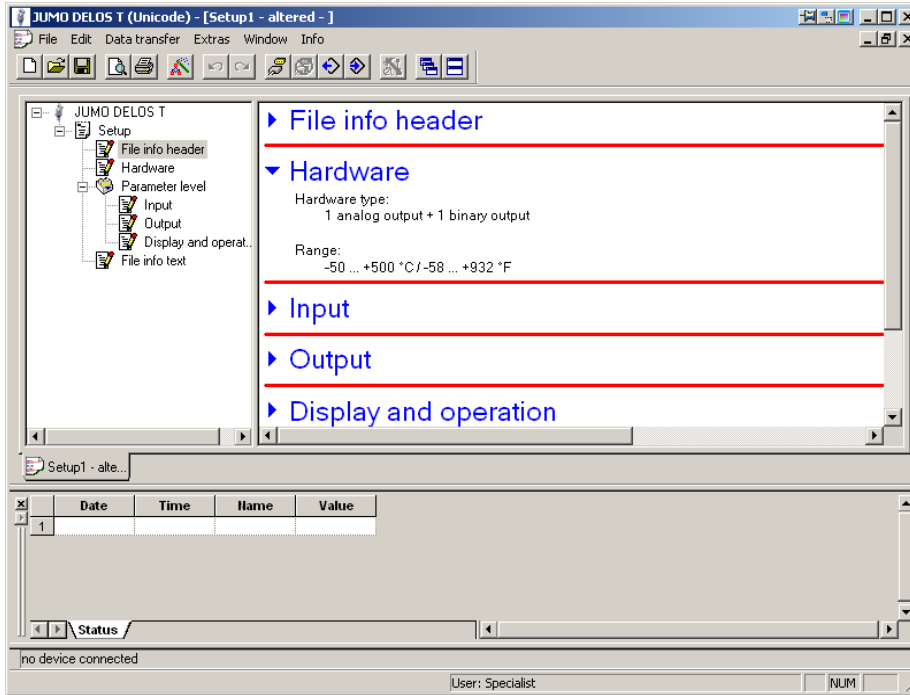 JUMO DELOS T (Unicode) - [Setup1 - altered - ]
File Edit Data transfer Extras Window Info
JUMO DELOS T
Setup
File info header
Hardware
Parameter level
Input
Output
Display and operat..
File info text
File info header
Hardware
Hardware type:
1 analog output + 1 binary output
Range:
-50 ... +500 °C / -58 ... +932 °F
Input
Output
Display and operation
Setup1 - alte...
Date Time Name Value
1
Status
no device connected
User: Specialist NUM